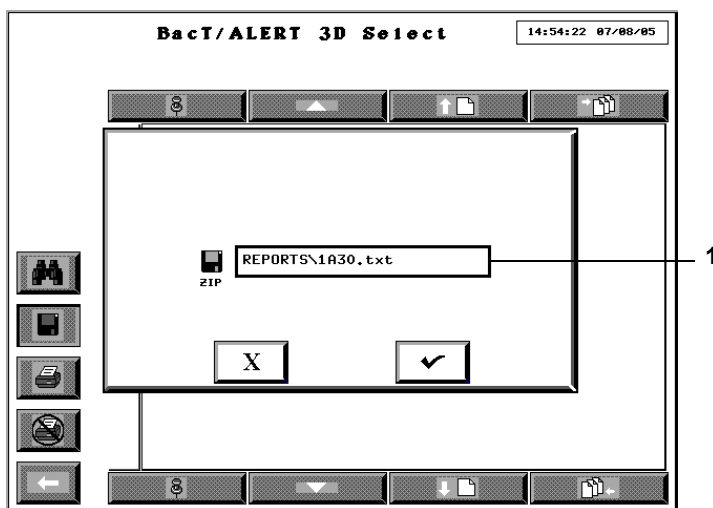 BacT/ALERT 3D Select
14:54:22 07/08/05
REPORTS\1A30.txt
1
ZIP
X